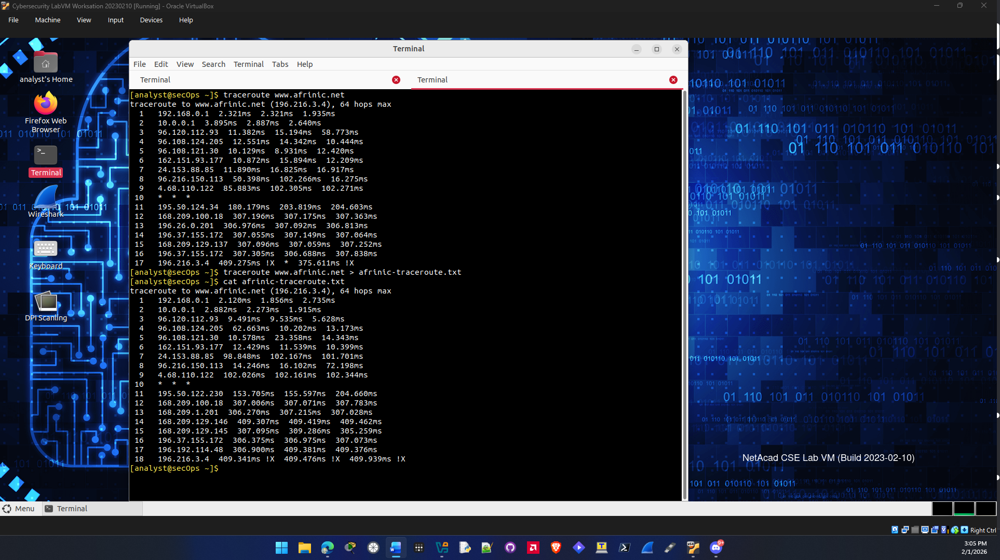 Cybersecurity LabVM Worksation 20230210 [Running] - Oracle VirtualBox
File Machine View Input Devices Help
analyst's Home
Firefox Web
Browser
Terminal
Wireshark
Keyboard
DPI Scanling
Terminal
File Edit View Search Terminal Tabs Help
Terminal Terminal
[analyst@secOps ~]$ traceroute www.afrinic.net
traceroute to www.afrinic.net (196.216.3.4), 64 hops max
1 192.168.0.1 2.321ms 2.321ms 1.935ms
2 10.0.0.1 3.895ms 2.887ms 2.640ms
3 96.120.112.93 11.382ms 15.194ms 58.773ms
4 96.108.124.205 12.551ms 14.342ms 10.444ms
5 96.108.121.30 10.129ms 8.931ms 12.420ms
6 162.151.93.177 10.872ms 15.894ms 12.209ms
7 24.153.88.85 11.890ms 16.825ms 16.917ms
8 96.216.150.113 50.398ms 102.266ms 16.275ms
9 4.68.110.122 85.883ms 102.305ms 102.271ms
10 * * *
11 195.50.124.34 180.179ms 203.819ms 204.603ms
12 168.209.100.18 307.196ms 307.175ms 307.363ms
13 196.26.0.201 306.976ms 307.092ms 306.813ms
14 196.37.155.172 307.055ms 307.149ms 307.064ms
15 168.209.129.137 307.096ms 307.059ms 307.252ms
16 196.37.155.172 307.305ms 306.688ms 307.838ms
17 196.216.3.4 409.275ms !X * 375.611ms !X
[analyst@secOps ~]$ traceroute www.afrinic.net > afrinic-traceroute.txt
[analyst@secOps ~]$ cat afrinic-traceroute.txt
traceroute to www.afrinic.net (196.216.3.4), 64 hops max
1 192.168.0.1 2.120ms 1.856ms 2.735ms
2 10.0.0.1 2.882ms 2.273ms 1.915ms
3 96.120.112.93 9.491ms 9.535ms 5.628ms
4 96.108.124.205 62.663ms 10.202ms 13.173ms
5 96.108.121.30 10.578ms 23.358ms 14.343ms
6 162.151.93.177 12.429ms 11.539ms 10.399ms
7 24.153.88.85 98.848ms 102.167ms 101.701ms
8 96.216.150.113 14.246ms 16.102ms 72.198ms
9 4.68.110.122 102.026ms 102.161ms 102.344ms
10 * * *
11 195.50.122.230 153.705ms 155.597ms 204.660ms
12 168.209.100.18 307.006ms 307.071ms 307.783ms
13 168.209.1.201 306.270ms 307.215ms 307.028ms
14 168.209.129.146 409.307ms 409.419ms 409.462ms
15 168.209.129.145 307.095ms 309.286ms 305.259ms
16 196.37.155.172 306.375ms 306.975ms 307.073ms
17 196.192.114.48 306.900ms 409.381ms 409.376ms
18 196.216.3.4 409.341ms !X 409.476ms !X 409.939ms !X
[analyst@secOps ~]$
NetAcad CSE Lab VM (Build 2023-02-10)
Menu Terminal
Right Ctrl
3:05 PM
2/1/2026